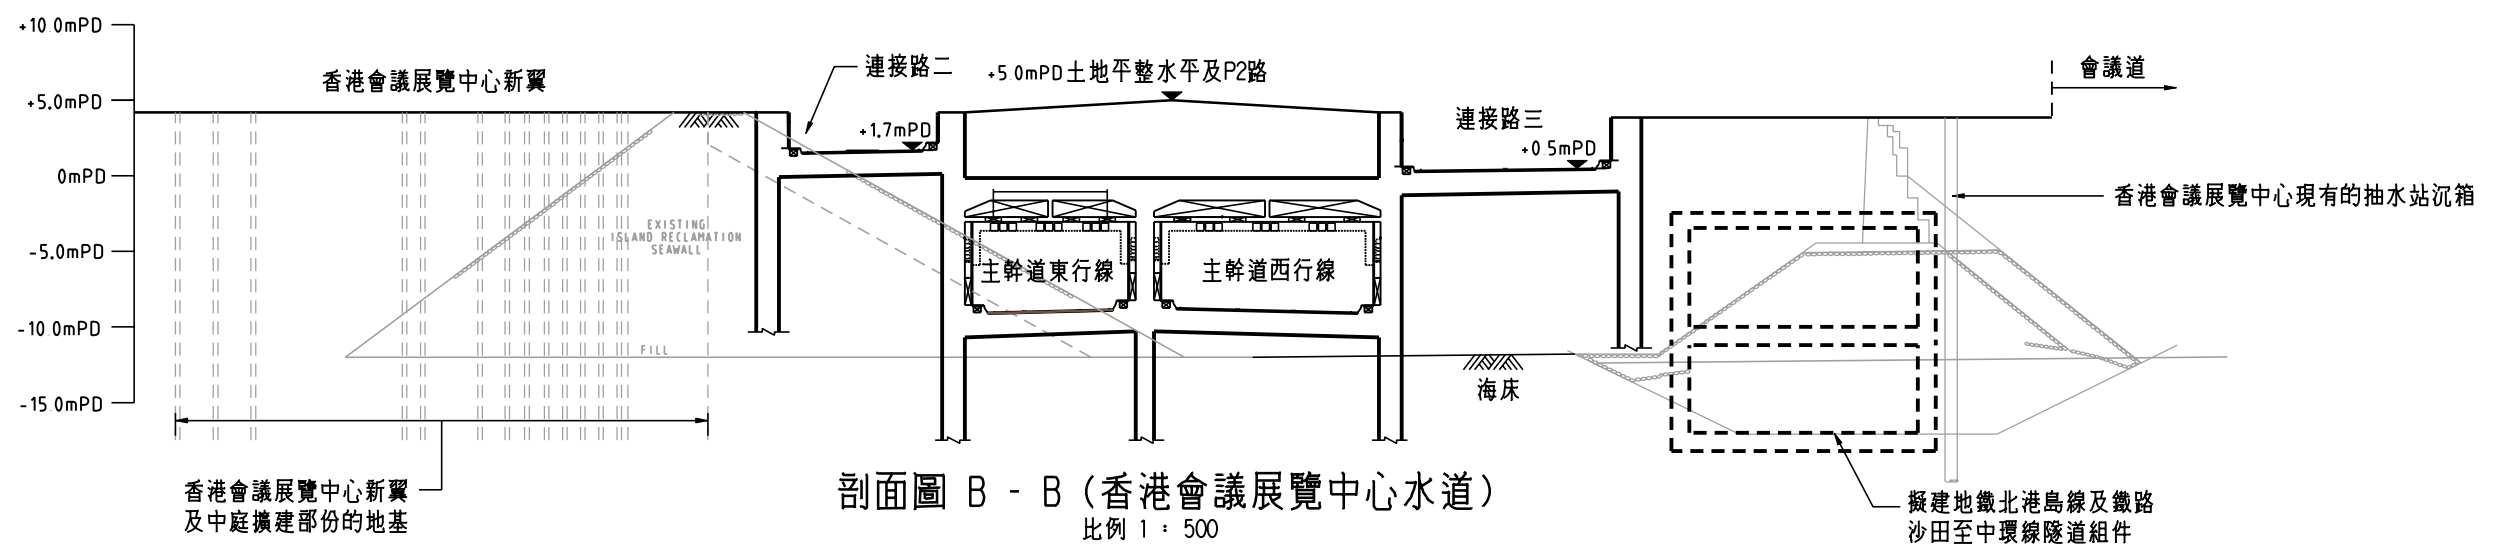 +10.0mPD
+5.0mPD
0mPD
-5.0mPD
-10.0mPD
-15.0mPD
香港會議展覽中心新翼
連接路二
+1.7mPD
+5.0mPD土地平整水平及P2路
連接路三
+0.5mPD
會議道
香港會議展覽中心現有的抽水站沉箱
EXISTING
ISLAND RECLAMATION
SEAWALL
FILL
主幹道東行線
主幹道西行線
海床
香港會議展覽中心新翼
及中庭擴建部份的地基
剖面圖 B - B (香港會議展覽中心水道)
比例 1 : 500
擬建地鐵北港島線及鐵路
沙田至中環線隧道組件